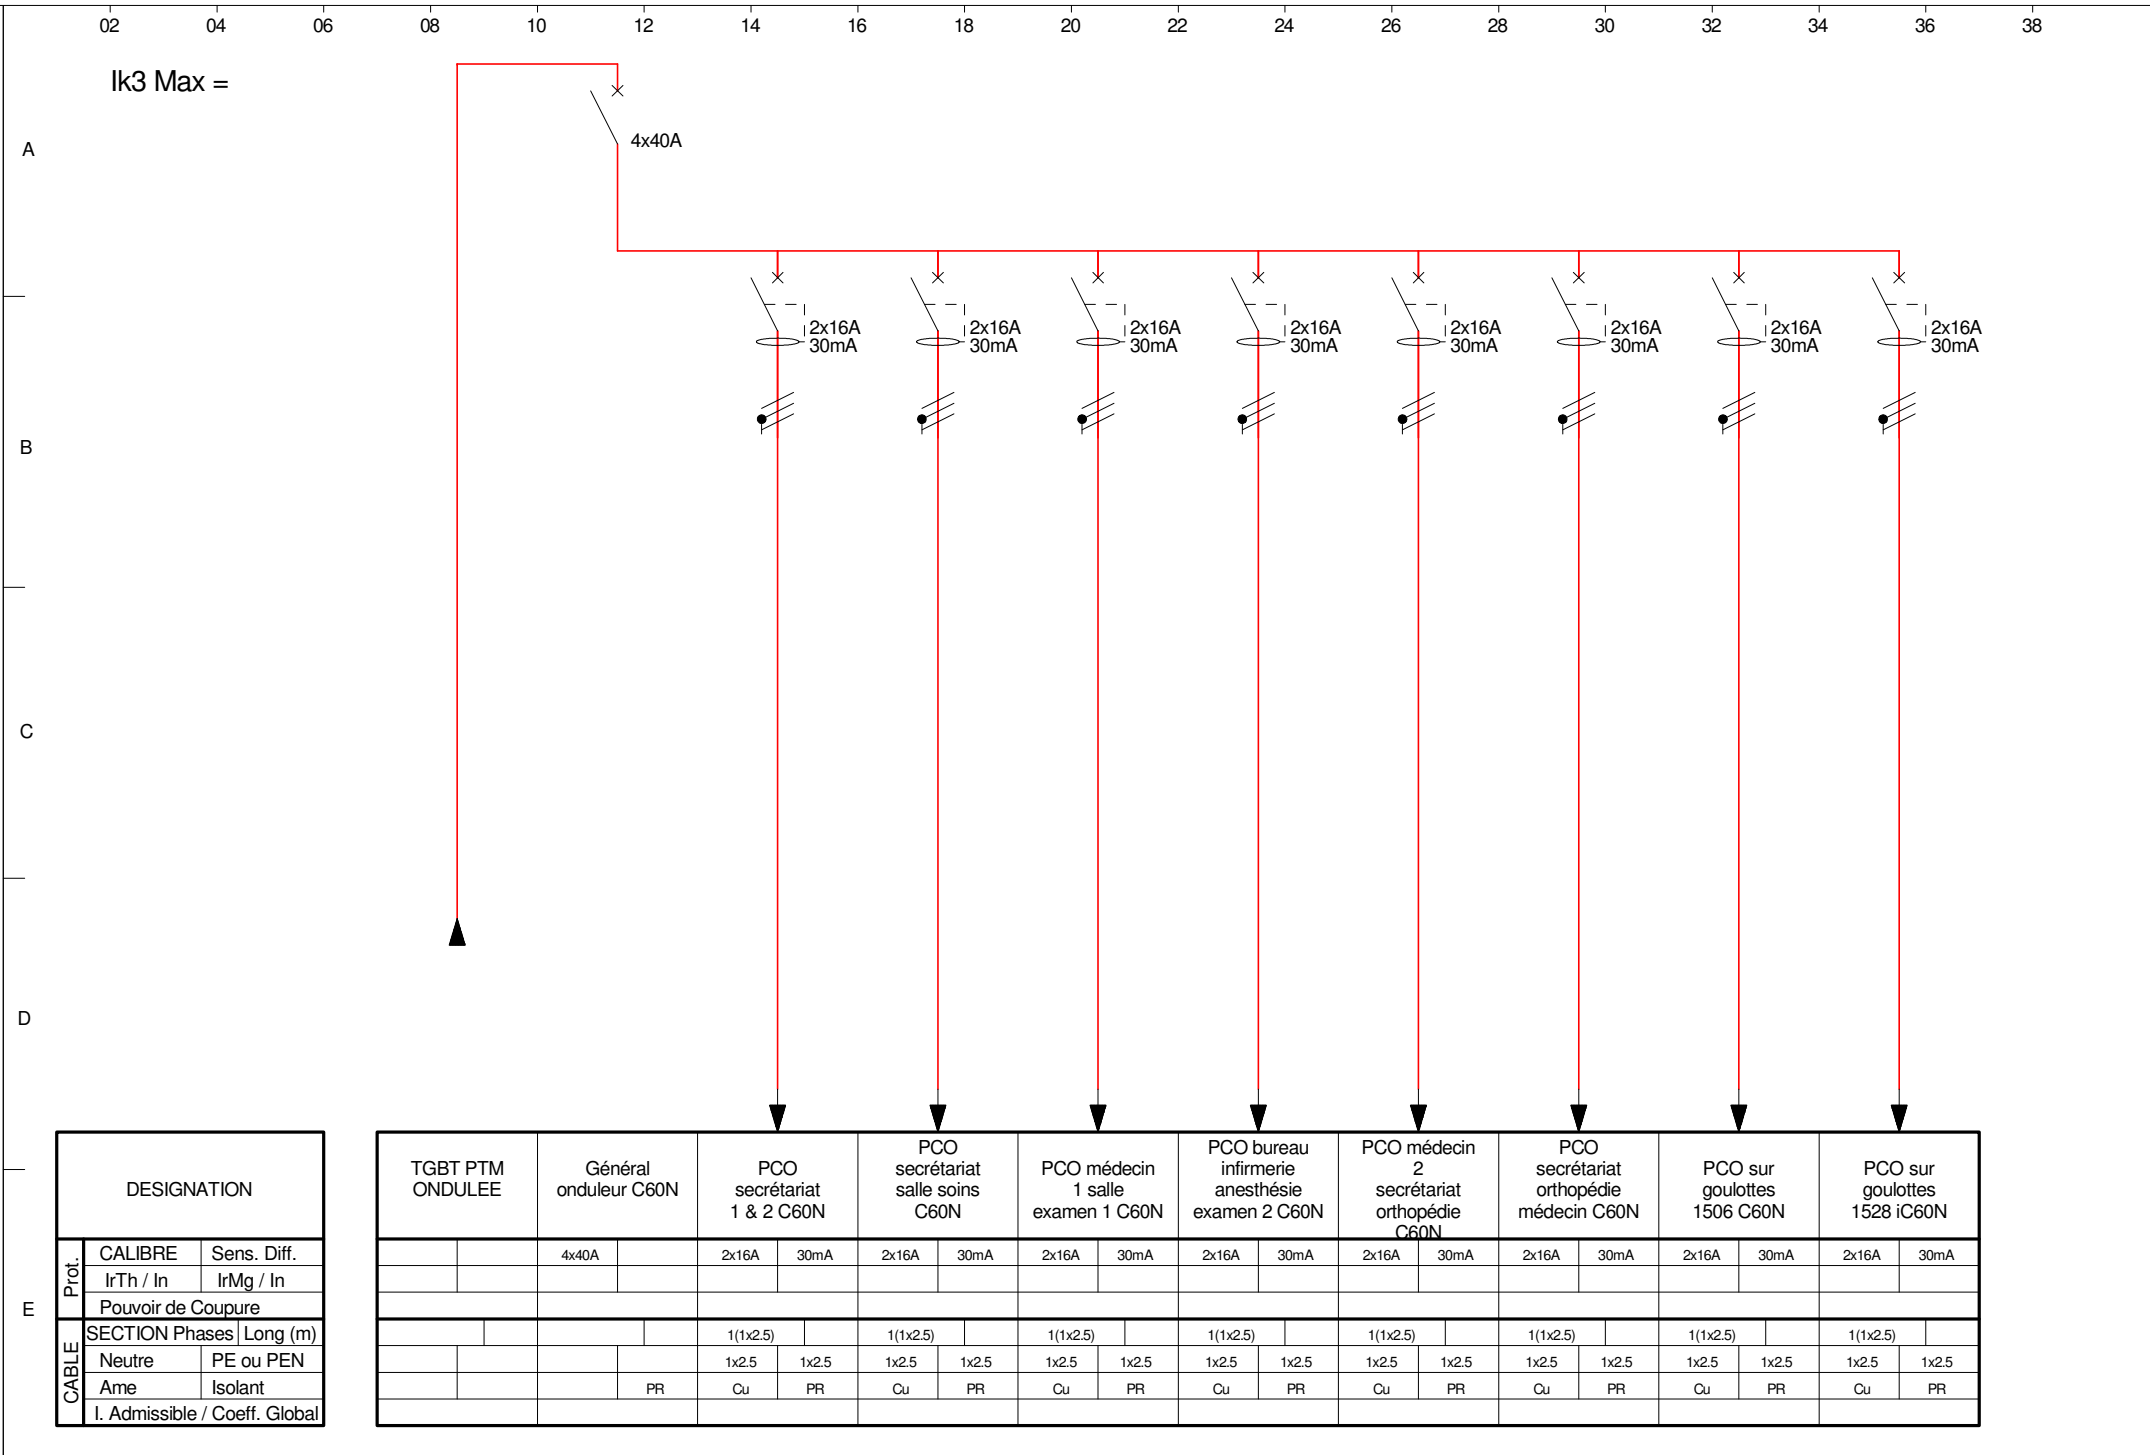 02 04 06 08 10 12 14 16 18 20 22 24 26 28 30 32 34 36 38
Ik3 Max =
A
4x40A
2x16A 2x16A 2x16A 2x16A 2x16A 2x16A 2x16A 2x16A
30mA 30mA 30mA 30mA 30mA 30mA 30mA 30mA
B
C
D
E
DESIGNATION
TGBT PTM
ONDULEE
Général
onduleur C60N
PCO
secrétariat
1 & 2 C60N
PCO
secrétariat
salle soins
C60N
PCO médecin
1 salle
examen 1 C60N
PCO bureau
infirmerie
anesthésie
examen 2 C60N
PCO médecin
2
secrétariat
orthopédie
C60N
PCO
secrétariat
orthopédie
médecin C60N
PCO sur
goulottes
1506 C60N
PCO sur
goulottes
1528 iC60N
Prot.
CALIBRE Sens. Diff. 4x40A 2x16A 30mA 2x16A 30mA 2x16A 30mA 2x16A 30mA 2x16A 30mA 2x16A 30mA 2x16A 30mA 2x16A 30mA
IrTh / In IrMg / In
Pouvoir de Coupure
CABLE
SECTION Phases Long (m) 1(1x2.5) 1(1x2.5) 1(1x2.5) 1(1x2.5) 1(1x2.5) 1(1x2.5) 1(1x2.5) 1(1x2.5)
Neutre PE ou PEN 1x2.5 1x2.5 1x2.5 1x2.5 1x2.5 1x2.5 1x2.5 1x2.5 1x2.5 1x2.5 1x2.5 1x2.5 1x2.5 1x2.5 1x2.5 1x2.5
Ame Isolant PR Cu PR Cu PR Cu PR Cu PR Cu PR Cu PR Cu PR Cu PR
I. Admissible / Coeff. Global